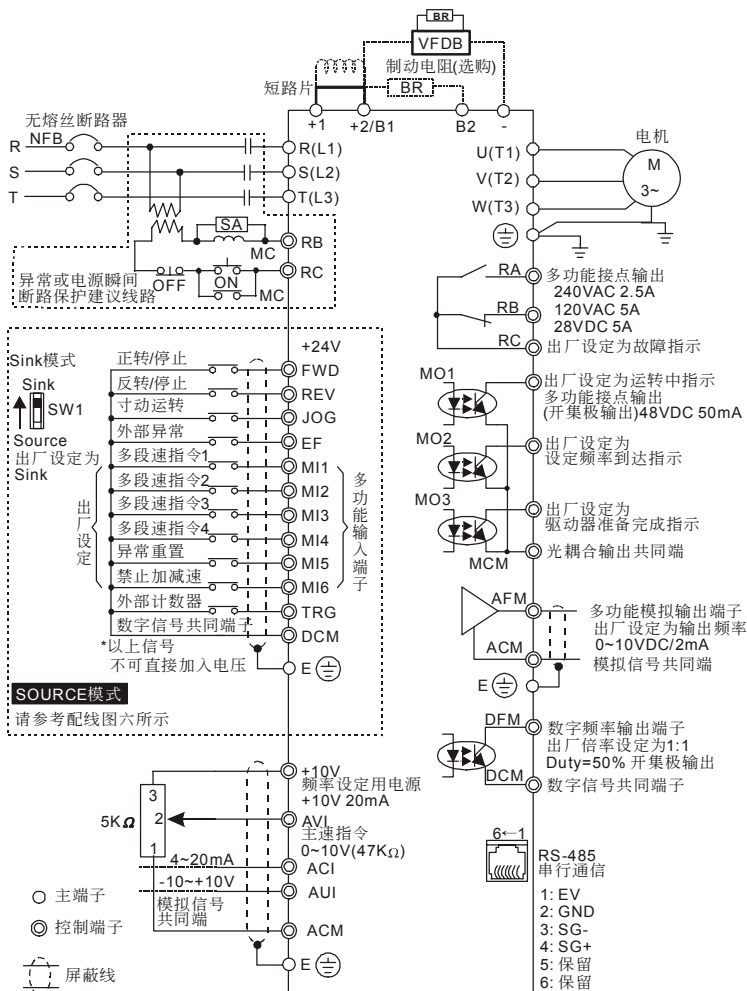 BR
VFDB
制动电阻(选购)
短路片
BR
+1
+2/B1
B2
-
无熔丝断路器
NFB
R
S
T
R(L1)
S(L2)
T(L3)
SA
MC
RB
RC
OFF
ON
MC
异常或电源瞬间
断路保护建议线路
电机
U(T1)
V(T2)
W(T3)
M
3~
RA
RB
RC
多功能接点输出
240VAC 2.5A
120VAC 5A
28VDC 5A
出厂设定为故障指示
Sink模式
Sink
SW1
Source
出厂设定为
Sink
+24V
正转/停止
FWD
反转/停止
REV
寸动运转
JOG
外部异常
EF
多段速指令1
MI1
多段速指令2
MI2
多段速指令3
MI3
多段速指令4
MI4
异常重置
MI5
禁止加减速
MI6
外部计数器
TRG
数字信号共同端子
DCM
出厂设定
多功能输入端子
*以上信号
不可直接加入电压
E
SOURCE模式
请参考配线图六所示
MO1
出厂设定为运转中指示
多功能接点输出
(开集极输出)48VDC 50mA
MO2
出厂设定为
设定频率到达指示
MO3
出厂设定为
驱动器准备完成指示
MCM
光耦合输出共同端
AFM
多功能模拟输出端子
出厂设定为输出频率
0~10VDC/2mA
ACM
模拟信号共同端
E
DFM
数字频率输出端子
出厂倍率设定为1:1
Duty=50% 开集极输出
DCM
数字信号共同端子
+10V
频率设定用电源
+10V 20mA
3
2
1
5KΩ
AVI
主速指令
0~10V(47KΩ)
4~20mA
ACI
-10~+10V
AUI
模拟信号
共同端
ACM
E
6←1
RS-485
串行通信
1: EV
2: GND
3: SG-
4: SG+
5: 保留
6: 保留
主端子
控制端子
屏蔽线